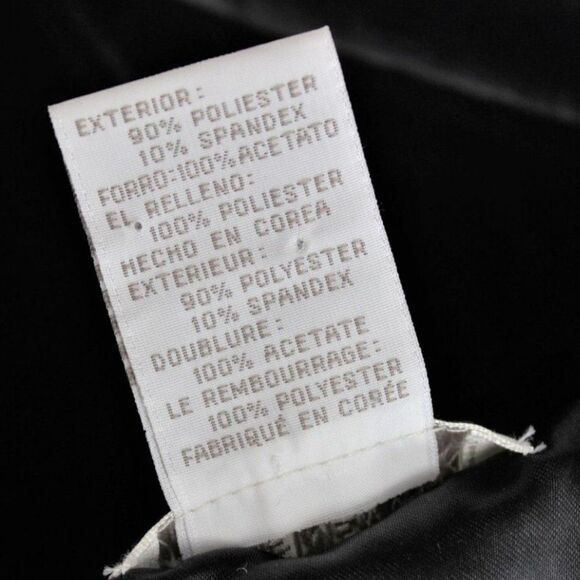 EXTERIOR:
90% POLIESTER
10% SPANDEX
FORRO:100% ACETATO
EL RELLENO:
100% POLIESTER
HECHO EN COREA
EXTERIEUR:
90% POLYESTER
10% SPANDEX
DOUBLURE:
100% ACETATE
LE REMBOURRAGE:
100% POLYESTER
FABRIQUÉ EN CORÉE